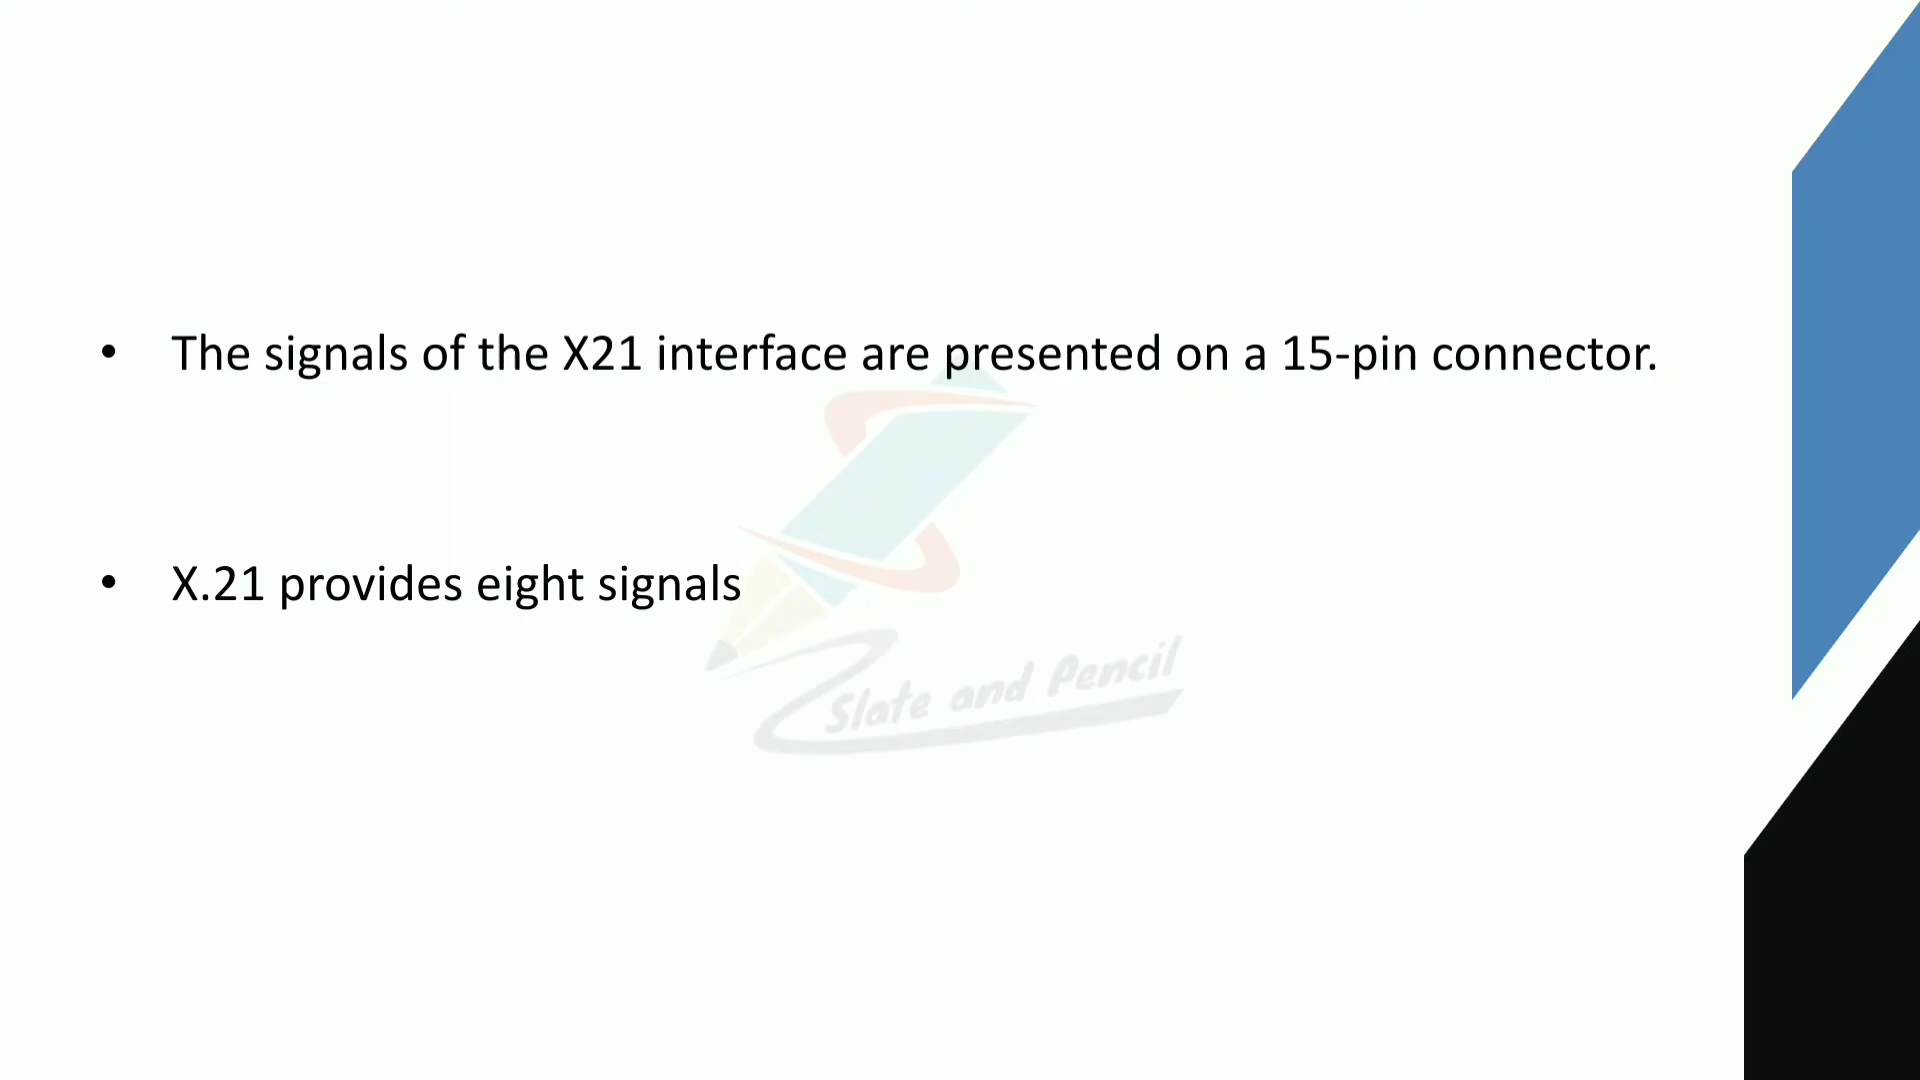 • The signals of the X21 interface are presented on a 15-pin connector.
• X.21 provides eight signals
Slate and Pencil